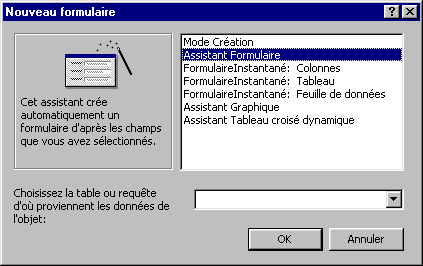 Nouveau formulaire
Cet assistant crée
automatiquement un
formulaire d'après les champs
que vous avez sélectionnés.
Mode Création
Assistant Formulaire
FormulaireInstantané: Colonnes
FormulaireInstantané: Tableau
FormulaireInstantané: Feuille de données
Assistant Graphique
Assistant Tableau croisé dynamique
Choisissez la table ou requête
d'où proviennent les données de
l'objet:
OK
Annuler